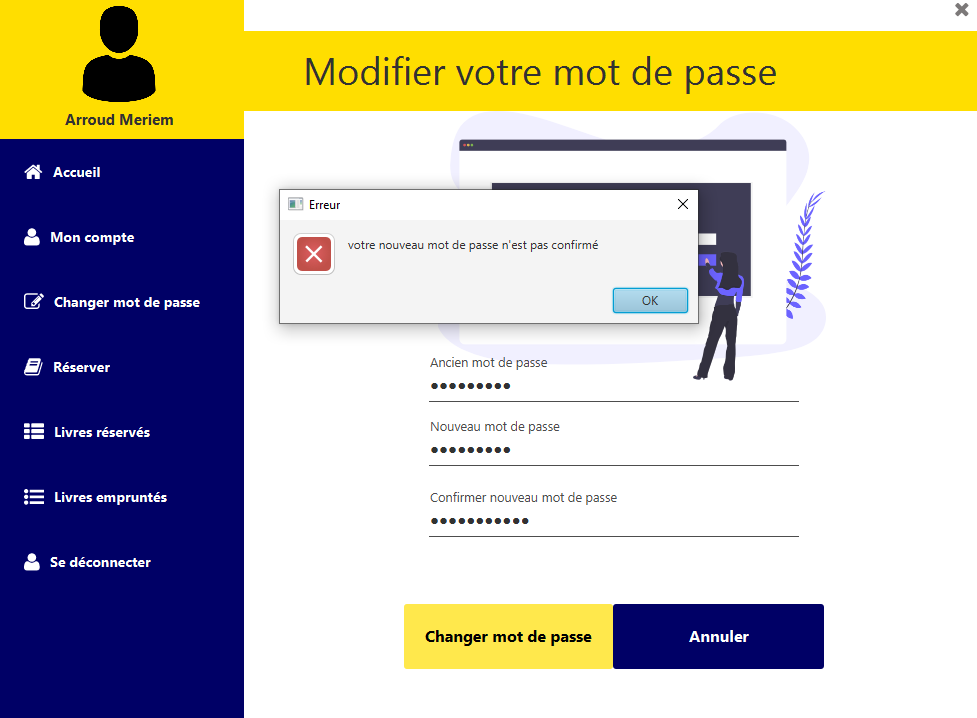 Modifier votre mot de passe
Arroud Meriem
Accueil
Mon compte
Changer mot de passe
Réserver
Livres réservés
Livres empruntés
Se déconnecter
Erreur
votre nouveau mot de passe n'est pas confirmé
OK
Ancien mot de passe
●●●●●●●●●
Nouveau mot de passe
●●●●●●●●●
Confirmer nouveau mot de passe
●●●●●●●●●●●
Changer mot de passe
Annuler